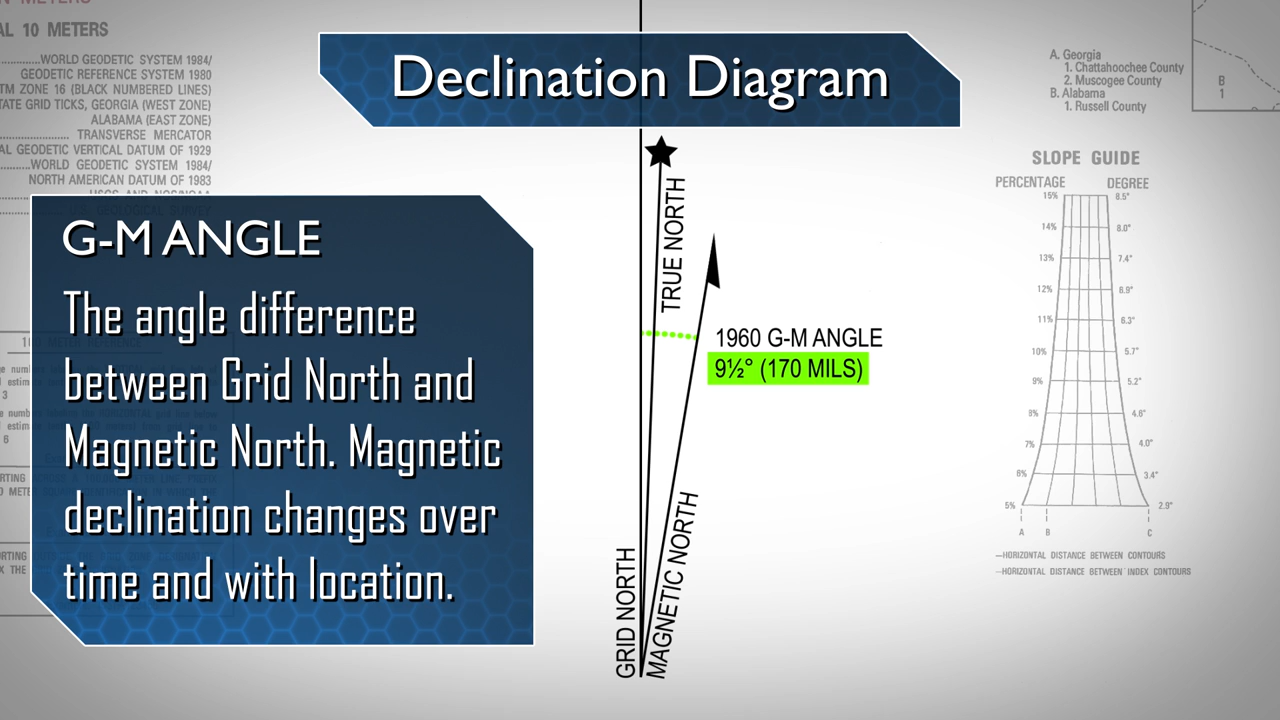 AL 10 METERS
Declination Diagram
...WORLD GEODETIC SYSTEM 1984/
GEODETIC REFERENCE SYSTEM 1980
TM ZONE 16 (BLACK NUMBERED LINES)
TATE GRID TICKS, GEORGIA (WEST ZONE)
ALABAMA (EAST ZONE)
TRANSVERSE MERCATOR
AL GEODETIC VERTICAL DATUM OF 1929
WORLD GEODETIC SYSTEM 1984/
NORTH AMERICAN DATUM OF 1983
G-M ANGLE
The angle difference
between Grid North and
Magnetic North. Magnetic
declination changes over
time and with location.
TRUE NORTH
1960 G-M ANGLE
9½° (170 MILS)
GRID NORTH
MAGNETIC NORTH
A. Georgia
1. Chattahoochee County
2. Muscogee County
B. Alabama
1. Russell County
B
1
SLOPE GUIDE
PERCENTAGE DEGREE
15% 8.5°
14% 8.0°
13% 7.4°
12% 6.9°
11% 6.3°
10% 5.7°
9% 5.2°
8% 4.6°
7% 4.0°
6% 3.4°
5% 2.9°
A B C
—HORIZONTAL DISTANCE BETWEEN CONTOURS
—HORIZONTAL DISTANCE BETWEEN INDEX CONTOURS